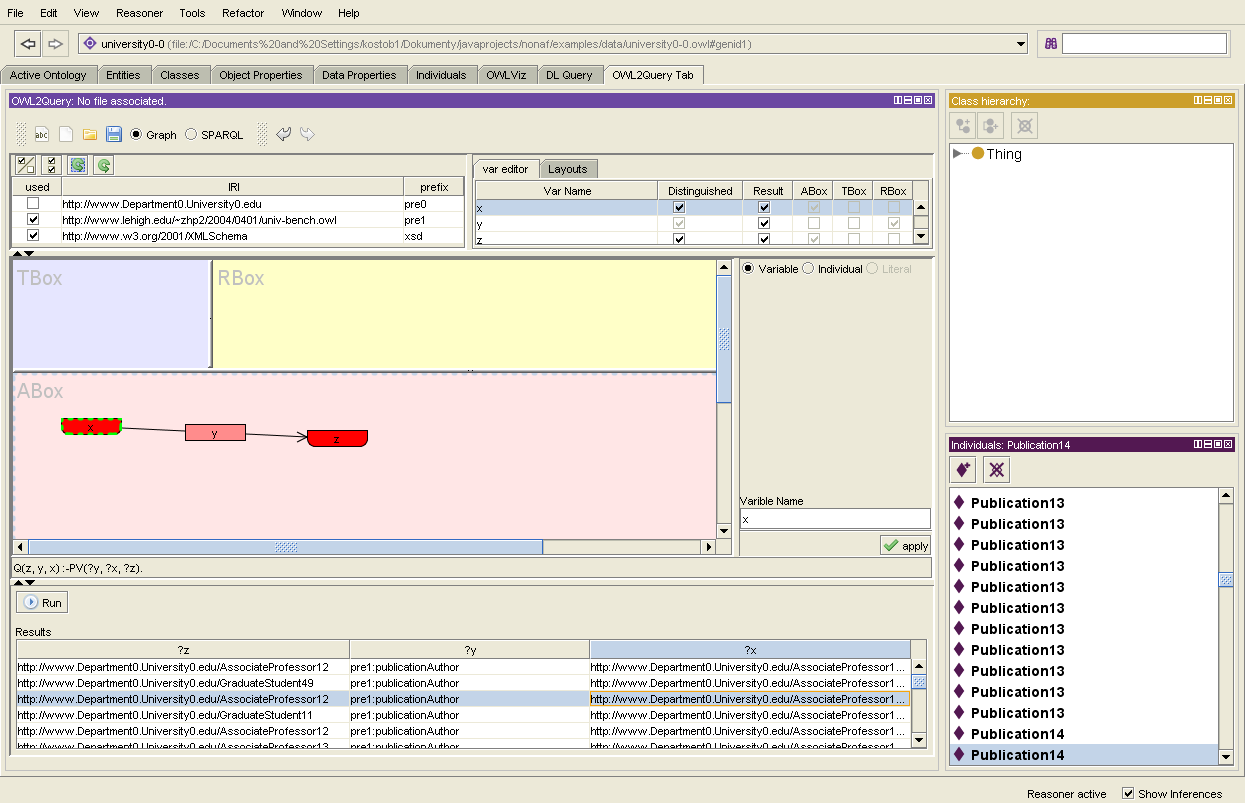 File Edit View Reasoner Tools Refactor Window Help
university0-0 (file:/C:/Documents%20and%20Settings/kostob1/Dokumenty/javaprojects/nonaf/examples/data/university0-0.owl#genid1)
Active Ontology Entities Classes Object Properties Data Properties Individuals OWLViz DL Query OWL2Query Tab
OWL2Query: No file associated.
abc Graph SPARQL
used IRI prefix
http://www.Department0.University0.edu pre0
http://www.lehigh.edu/~zhp2/2004/0401/univ-bench.owl pre1
http://www.w3.org/2001/XMLSchema xsd
var editor Layouts
Var Name Distinguished Result ABox TBox RBox
x
y
z
TBox
RBox
ABox
x
y
z
Variable Individual Literal
Varible Name
x
apply
Q(z, y, x) :-PV(?y, ?x, ?z).
Run
Results
?z ?y ?x
http://www.Department0.University0.edu/AssociateProfessor12 pre1:publicationAuthor http://www.Department0.University0.edu/AssociateProfessor1...
http://www.Department0.University0.edu/GraduateStudent49 pre1:publicationAuthor http://www.Department0.University0.edu/AssociateProfessor1...
http://www.Department0.University0.edu/AssociateProfessor12 pre1:publicationAuthor http://www.Department0.University0.edu/AssociateProfessor1...
http://www.Department0.University0.edu/GraduateStudent11 pre1:publicationAuthor http://www.Department0.University0.edu/AssociateProfessor1...
http://www.Department0.University0.edu/AssociateProfessor12 pre1:publicationAuthor http://www.Department0.University0.edu/AssociateProfessor1...
http://www.Department0.University0.edu/AssociateProfessor13 pre1:publicationAuthor http://www.Department0.University0.edu/AssociateProfessor1...
Class hierarchy:
Thing
Individuals: Publication14
Publication13
Publication13
Publication13
Publication13
Publication13
Publication13
Publication13
Publication13
Publication13
Publication13
Publication13
Publication14
Publication14
Reasoner active Show Inferences